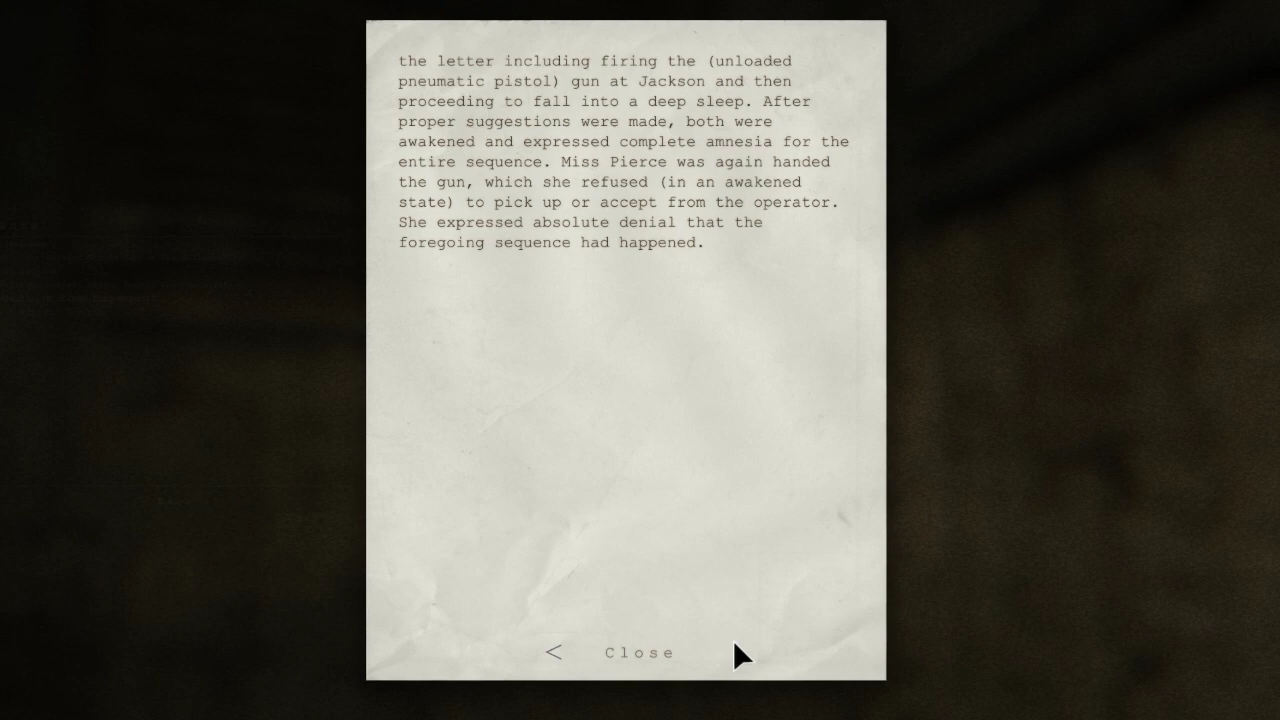 the letter including firing the (unloaded
pneumatic pistol) gun at Jackson and then
proceeding to fall into a deep sleep. After
proper suggestions were made, both were
awakened and expressed complete amnesia for the
entire sequence. Miss Pierce was again handed
the gun, which she refused (in an awakened
state) to pick up or accept from the operator.
She expressed absolute denial that the
foregoing sequence had happened.
< Close